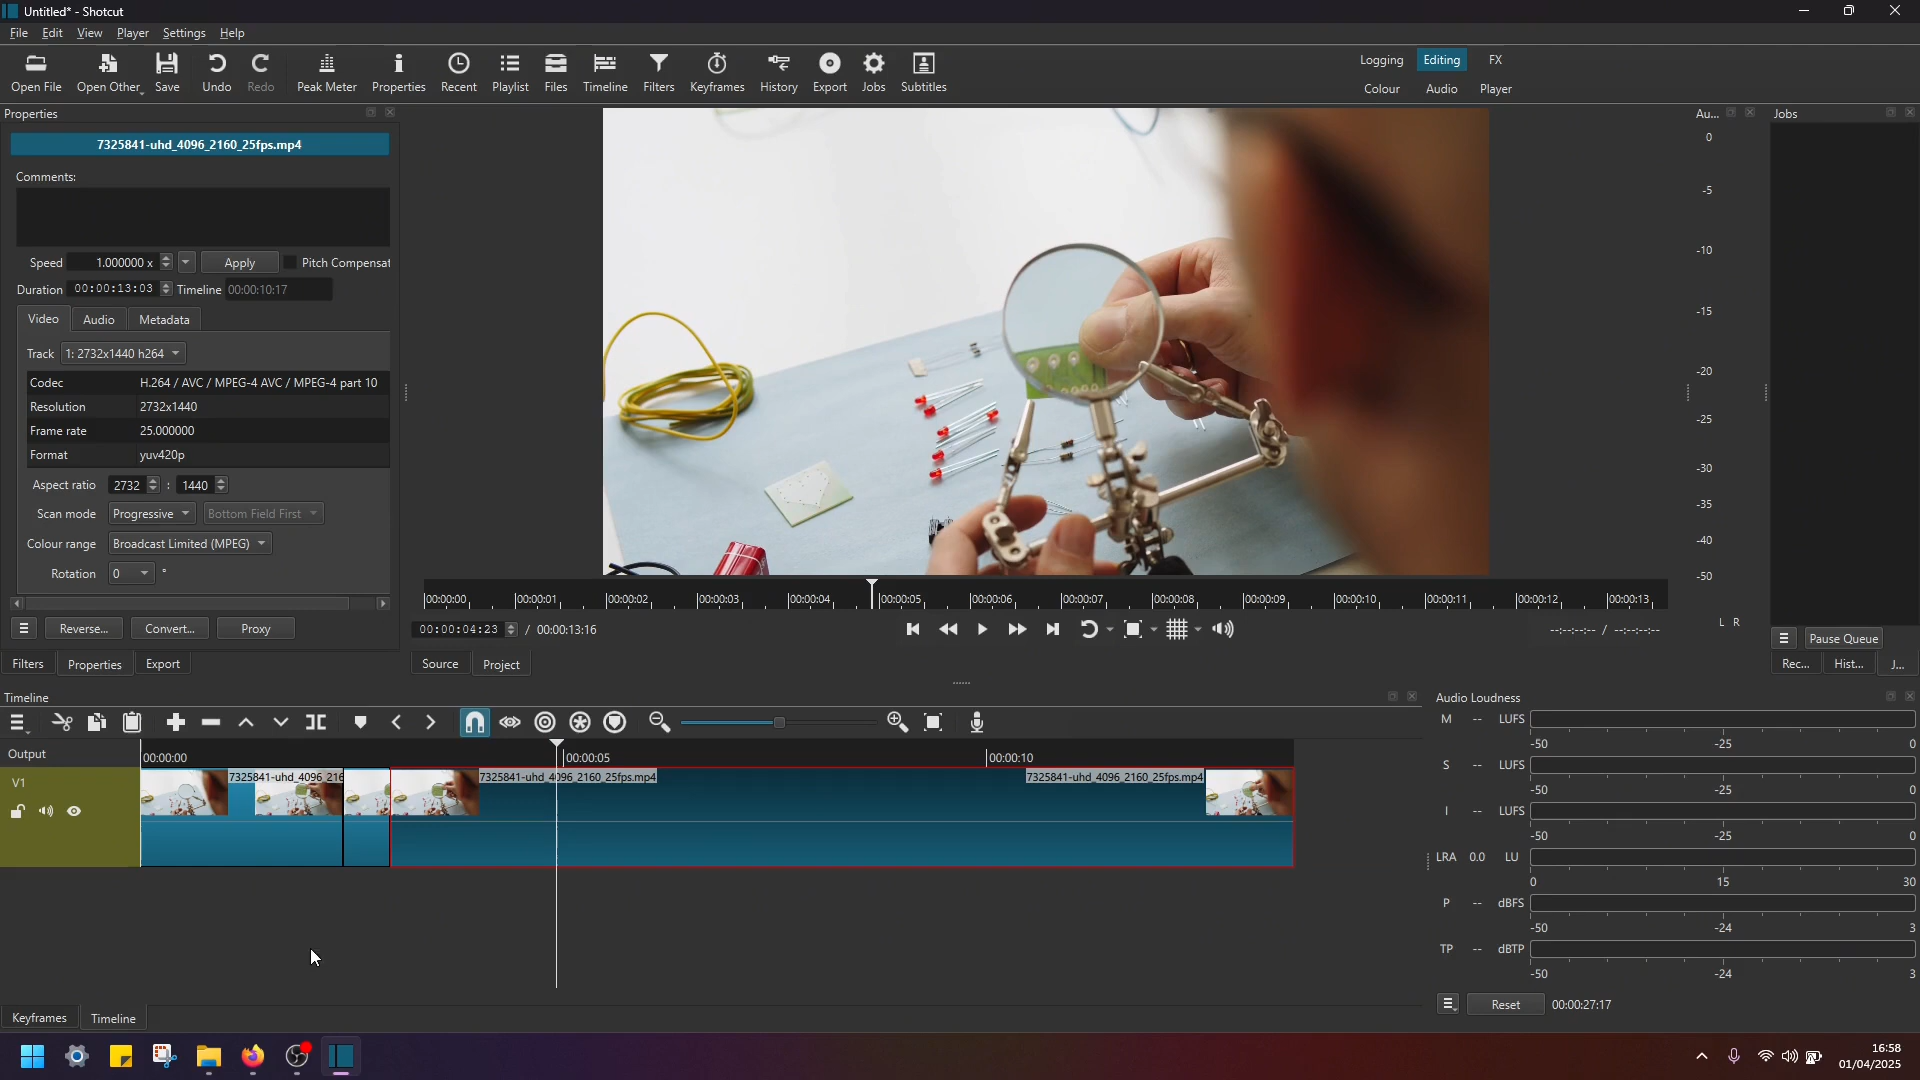 Untitled* - Shotcut
File Edit View Player Settings Help
Open File Open Other Save Undo Redo Peak Meter Properties Recent Playlist Files Timeline Filters Keyframes History Export Jobs Subtitles
Logging Editing FX
Colour Audio Player
Properties
7325841-uhd_4096_2160_25fps.mp4
Comments:
Speed 1.000000 x Apply Pitch Compensat
Duration 00:00:13:03 Timeline 00:00:10:17
Video Audio Metadata
Track 1: 2732x1440 h264
Codec H.264 / AVC / MPEG-4 AVC / MPEG-4 part 10
Resolution 2732x1440
Frame rate 25.000000
Format yuv420p
Aspect ratio 2732 : 1440
Scan mode Progressive Bottom Field First
Colour range Broadcast Limited (MPEG)
Rotation 0 °
Reverse... Convert... Proxy
Filters Properties Export
00:00:00 00:00:01 00:00:02 00:00:03 00:00:04 00:00:05 00:00:06 00:00:07 00:00:08 00:00:09 00:00:10 00:00:11 00:00:12 00:00:13
00:00:04:23 / 00:00:13:16
--:--:--:-- / --:--:--:--
Source Project
Au...
0
-5
-10
-15
-20
-25
-30
-35
-40
-50
L R
Jobs
Pause Queue
Rec... Hist... J...
Timeline
Output
00:00:00 00:00:05 00:00:10
V1
7325841-uhd_4096_216 7325841-uhd_4096_2160_25fps.mp4 7325841-uhd_4096_2160_25fps.mp4
Keyframes Timeline
Audio Loudness
M -- LUFS
-50 -25 0
S -- LUFS
-50 -25 0
I -- LUFS
-50 -25 0
LRA 0.0 LU
0 15 30
P -- dBFS
-50 -24 3
TP -- dBTP
-50 -24 3
Reset 00:00:27:17
16:58
01/04/2025